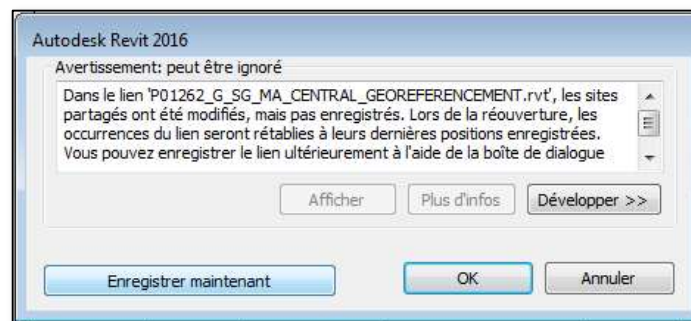 Autodesk Revit 2016
Avertissement: peut être ignoré
Dans le lien 'P01262_G_SG_MA_CENTRAL_GEOREFERENCEMENT.rvt', les sites
partagés ont été modifiés, mais pas enregistrés. Lors de la réouverture, les
occurrences du lien seront rétablies à leurs dernières positions enregistrées.
Vous pouvez enregistrer le lien ultérieurement à l'aide de la boîte de dialogue
Afficher Plus d'infos Développer >>
Enregistrer maintenant OK Annuler